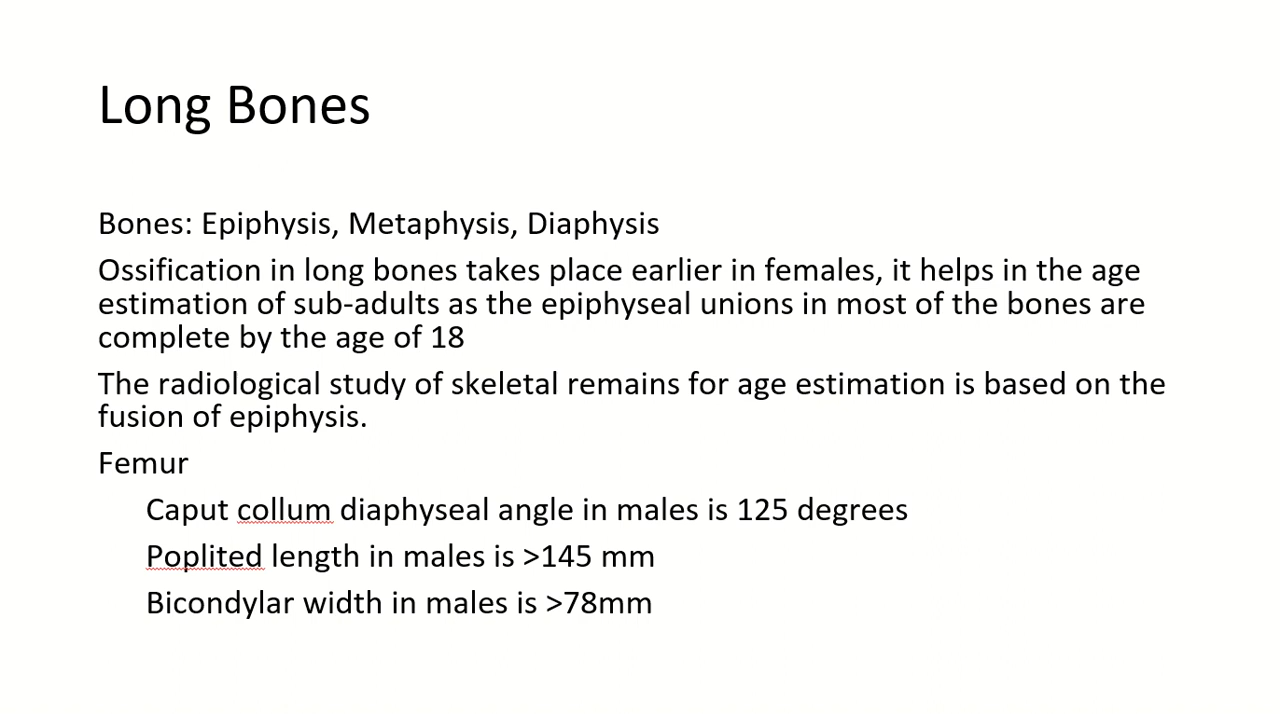 Long Bones
Bones: Epiphysis, Metaphysis, Diaphysis
Ossification in long bones takes place earlier in females, it helps in the age
estimation of sub-adults as the epiphyseal unions in most of the bones are
complete by the age of 18
The radiological study of skeletal remains for age estimation is based on the
fusion of epiphysis.
Femur
Caput collum diaphyseal angle in males is 125 degrees
Poplited length in males is >145 mm
Bicondylar width in males is >78mm